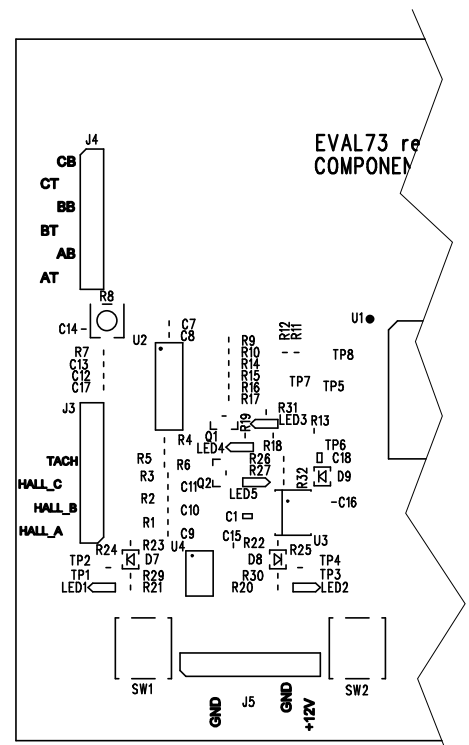 J4
EVAL73 re
COMPONEN
CB
CT
BB
BT
AB
AT
R8
C14
C7
C8
U2
R12
R11
U1
R7
C13
C12
C17
R9
R10
R14
R15
R16
R17
TP8
TP7
TP5
J3
R31
LED3
R13
R19
Q1
R4
LED4
R18
TP6
C18
TACH
R5
R6
R26
R27
R32
D9
HALL_C
R3
C11
Q2
LED5
R2
C16
HALL_B
C10
C1
HALL_A
R1
C9
C15
U3
R24
R23
U4
R22
R25
TP2
D7
D8
TP4
TP1
R29
R30
TP3
LED1
R21
R20
LED2
SW1
SW2
J5
GND
GND
+12V